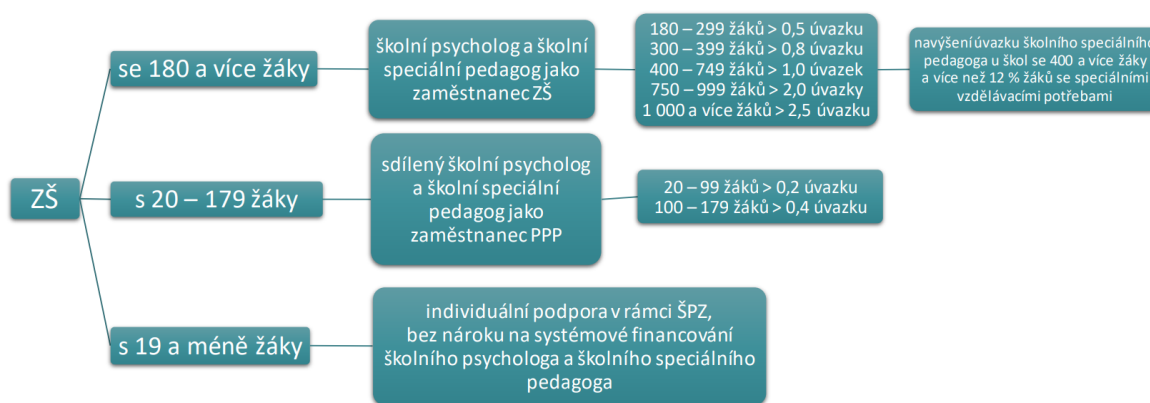 ZŠ
se 180 a více žáky
školní psycholog a školní
speciální pedagog jako
zaměstnanec ZŠ
180 – 299 žáků > 0,5 úvazku
300 – 399 žáků > 0,8 úvazku
400 – 749 žáků > 1,0 úvazek
750 – 999 žáků > 2,0 úvazky
1 000 a více žáků > 2,5 úvazku
navýšení úvazku školního speciálního
pedagoga u škol se 400 a více žáky
a více než 12 % žáků se speciálními
vzdělávacími potřebami
s 20 – 179 žáky
sdílený školní psycholog
a školní speciální
pedagog jako
zaměstnanec PPP
20 – 99 žáků > 0,2 úvazku
100 – 179 žáků > 0,4 úvazku
s 19 a méně žáky
individuální podpora v rámci ŠPZ,
bez nároku na systémové financování
školního psychologa a školního speciálního
pedagoga